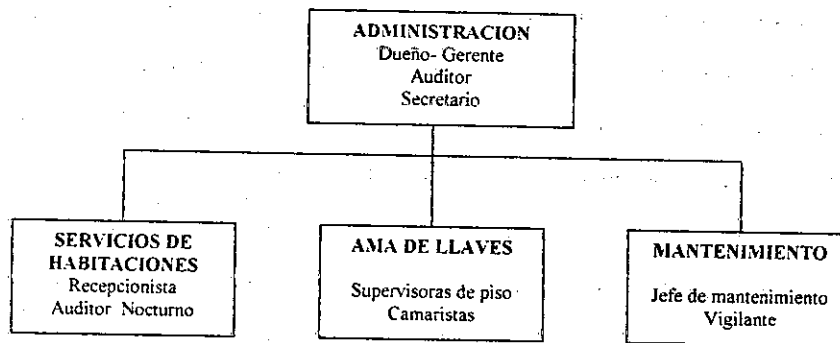 ADMINISTRACION
Dueño- Gerente
Auditor
Secretario
SERVICIOS DE
HABITACIONES
Recepcionista
Auditor Nocturno
AMA DE LLAVES
Supervisoras de piso
Camaristas
MANTENIMIENTO
Jefe de mantenimiento
Vigilante